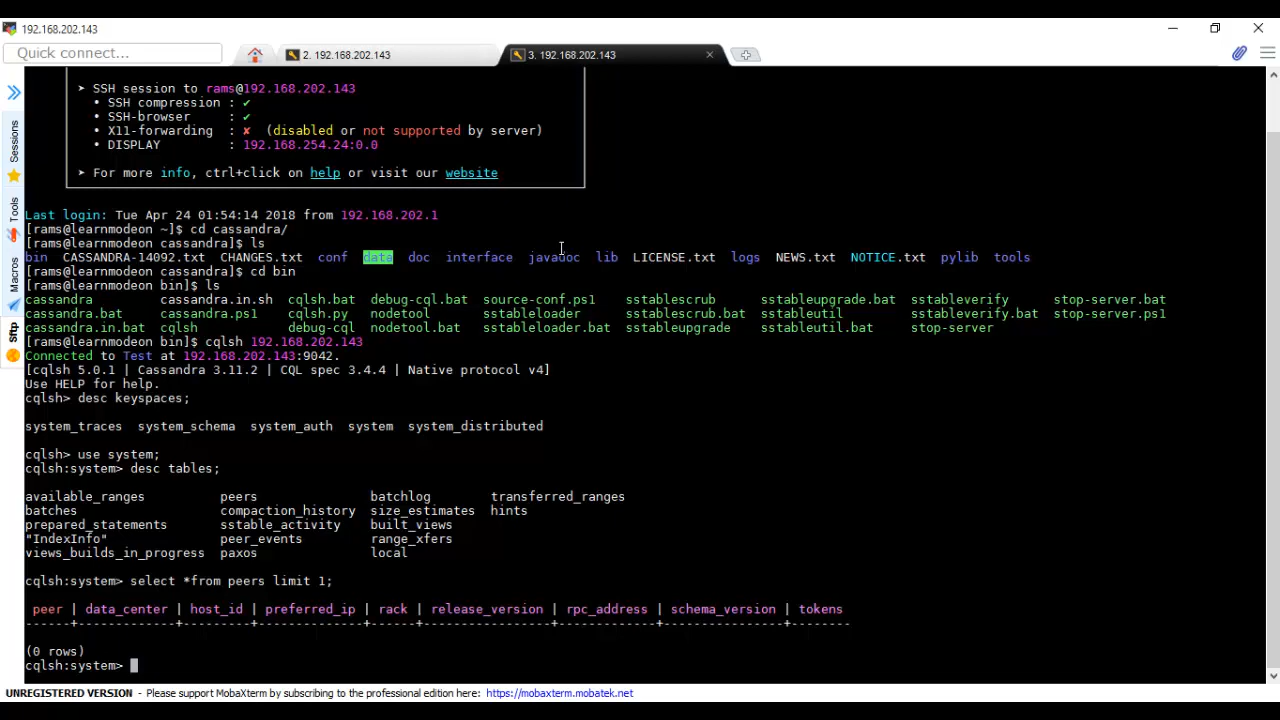 192.168.202.143
Quick connect...
2. 192.168.202.143
3. 192.168.202.143
Sessions
Tools
Macros
Sftp
➤ SSH session to rams@192.168.202.143
• SSH compression : ✔
• SSH-browser : ✔
• X11-forwarding : ✘ (disabled or not supported by server)
• DISPLAY : 192.168.254.24:0.0
➤ For more info, ctrl+click on help or visit our website
Last login: Tue Apr 24 01:54:14 2018 from 192.168.202.1
[rams@learnmodeon ~]$ cd cassandra/
[rams@learnmodeon cassandra]$ ls
bin CASSANDRA-14092.txt CHANGES.txt conf data doc interface javadoc lib LICENSE.txt logs NEWS.txt NOTICE.txt pylib tools
[rams@learnmodeon cassandra]$ cd bin
[rams@learnmodeon bin]$ ls
cassandra cassandra.in.sh cqlsh.bat debug-cql.bat source-conf.ps1 sstablescrub sstableupgrade.bat sstableverify stop-server.bat
cassandra.bat cassandra.ps1 cqlsh.py nodetool sstableloader sstablescrub.bat sstableutil sstableverify.bat stop-server.ps1
cassandra.in.bat cqlsh debug-cql nodetool.bat sstableloader.bat sstableupgrade sstableutil.bat stop-server
[rams@learnmodeon bin]$ cqlsh 192.168.202.143
Connected to Test at 192.168.202.143:9042.
[cqlsh 5.0.1 | Cassandra 3.11.2 | CQL spec 3.4.4 | Native protocol v4]
Use HELP for help.
cqlsh> desc keyspaces;
system_traces system_schema system_auth system system_distributed
cqlsh> use system;
cqlsh:system> desc tables;
available_ranges peers batchlog transferred_ranges
batches compaction_history size_estimates hints
prepared_statements sstable_activity built_views
"IndexInfo" peer_events range_xfers
views_builds_in_progress paxos local
cqlsh:system> select *from peers limit 1;
peer | data_center | host_id | preferred_ip | rack | release_version | rpc_address | schema_version | tokens
------+-------------+---------+--------------+------+-----------------+-------------+----------------+--------
(0 rows)
cqlsh:system>
UNREGISTERED VERSION - Please support MobaXterm by subscribing to the professional edition here: https://mobaxterm.mobatek.net